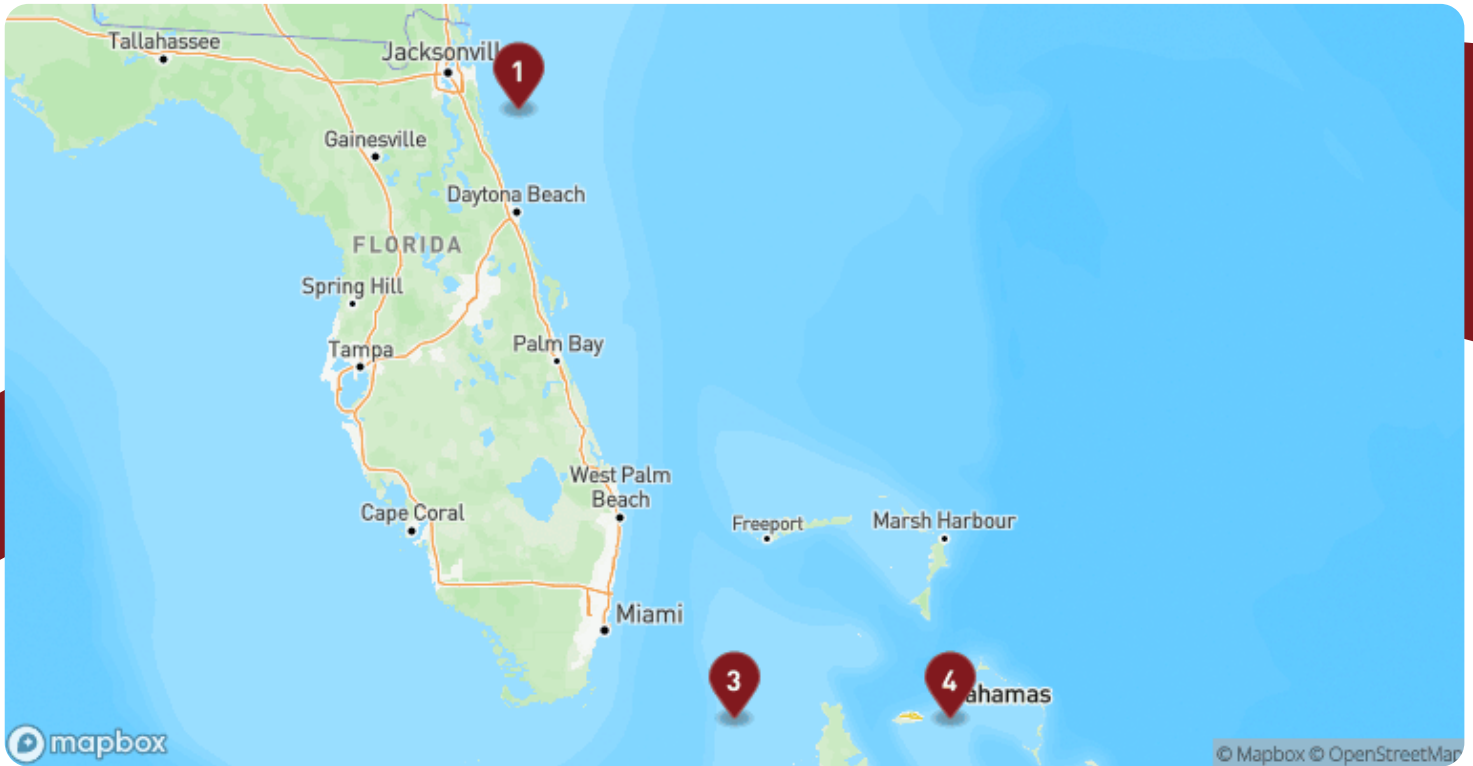 Tallahassee
Jacksonvill
1
Gainesville
Daytona Beach
FLORIDA
Spring Hill
Tampa
Palm Bay
West Palm
Beach
Cape Coral
Freeport
Marsh Harbour
Miami
3
4
ahamas
mapbox
© Mapbox © OpenStreetMap